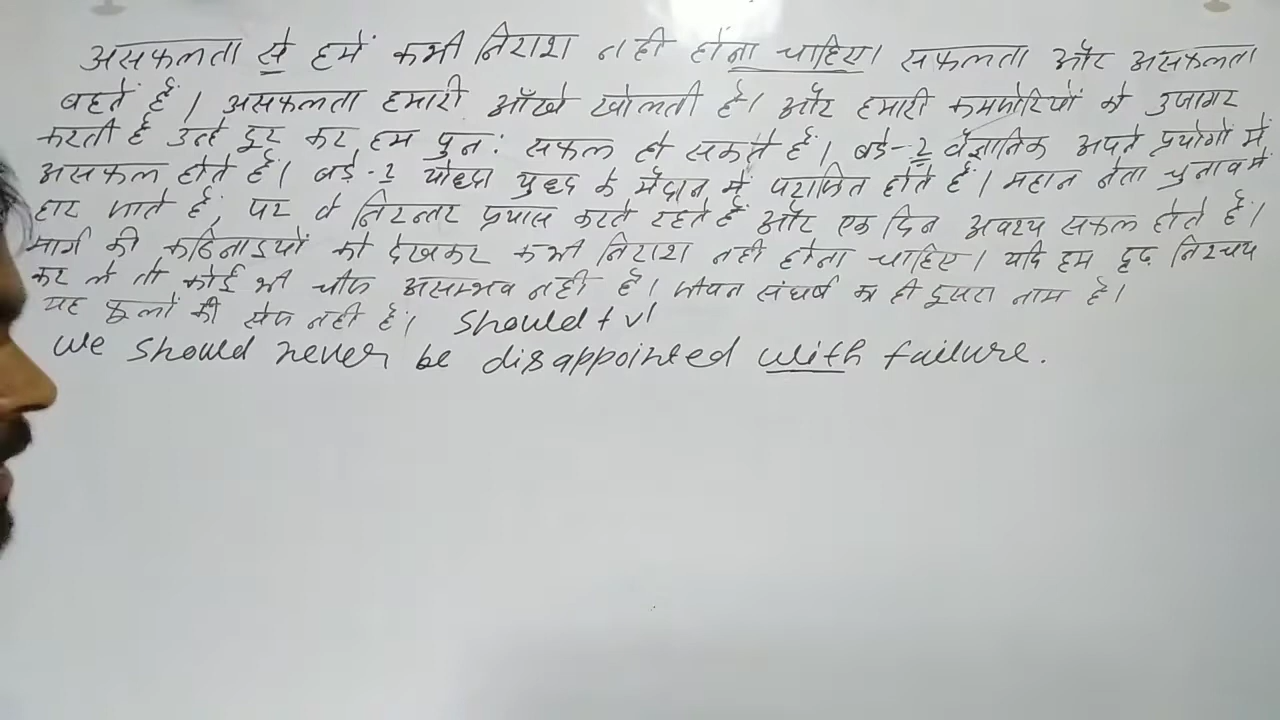 असफलता से हमें कभी निराश नही होंना चाहिए। सफलता और असफलता
बहतें हैं। असफलता हमारी आँखे खोलती है। और हमारी कमजोरियों को उजागर
करती है उन्हे दूर कर हम पुनः सफल हो सकते हैं। बड़े-2 वैज्ञानिक अपने प्रयोगों में
असफल होते हैं। बड़े-2 योध्दा युध्द के मैदान में पराजित होते हैं। महान नेता चुनाव में
हार जाते हैं, पर वे निरन्तर प्रयास करते रहते हैं और एक दिन अवश्य सफल होते हैं।
मार्ग की कठिनाइयों को देखकर कभी निराश नही होना चाहिए। यदि हम दृढ़ निश्चय
कर ले तो कोई भी चीज असम्भव नही है। जीवन संघर्ष का ही दूसरा नाम है।
यह फूलों की सेज नही है। Should + v1
We should never be disappointed with failure.